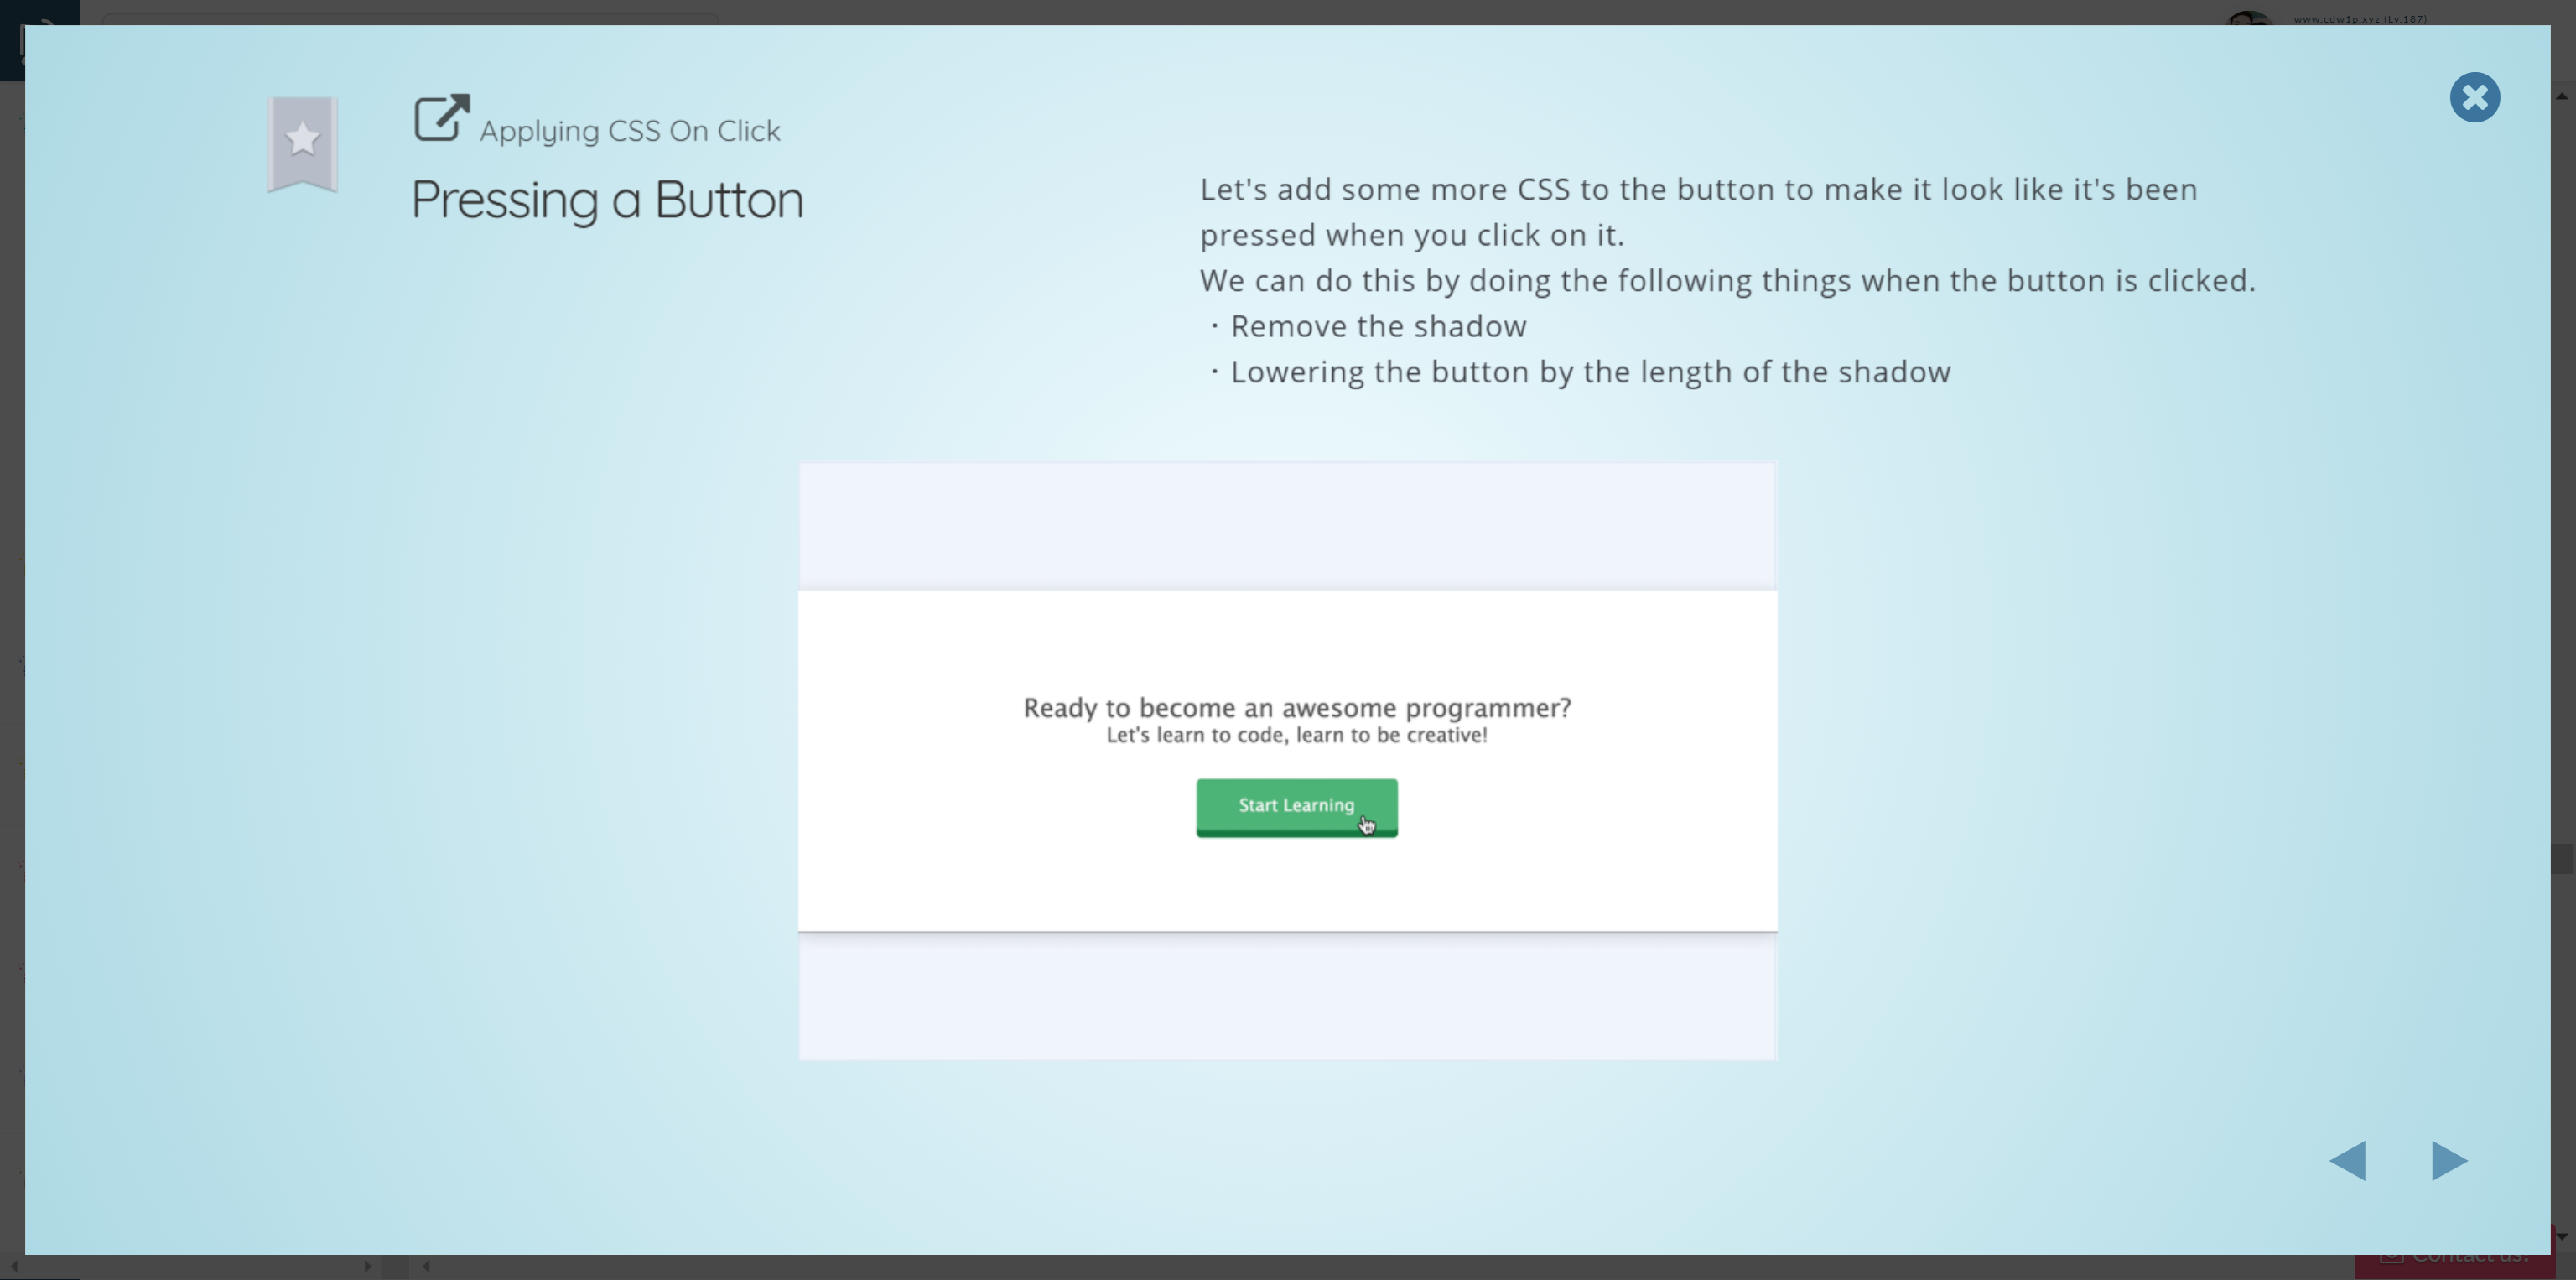 www.cdw1p.xyz (Lv.187)
Applying CSS On Click
Pressing a Button
Let's add some more CSS to the button to make it look like it's been
pressed when you click on it.
We can do this by doing the following things when the button is clicked.
・Remove the shadow
・Lowering the button by the length of the shadow
Ready to become an awesome programmer?
Let's learn to code, learn to be creative!
Start Learning
Contact us!